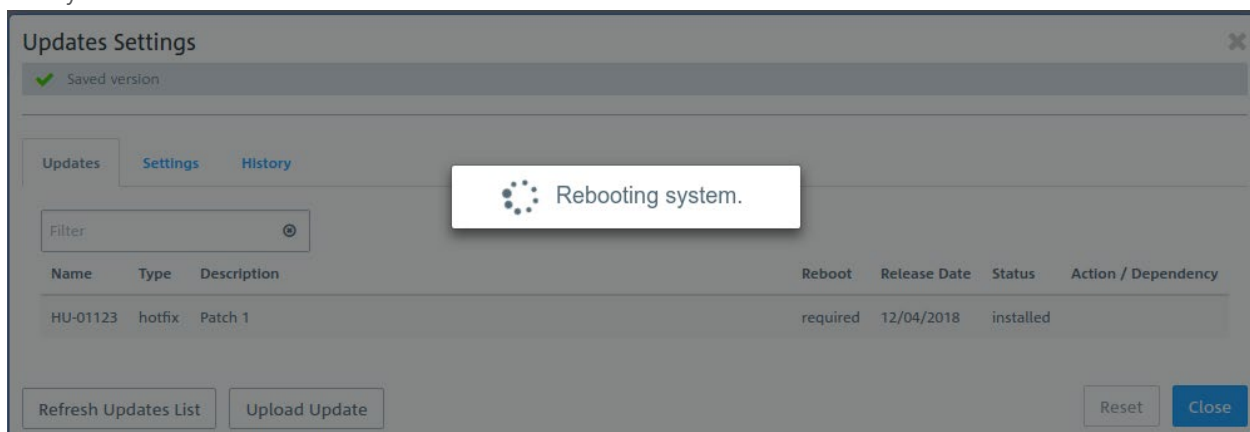 Updates Settings
Saved version
Updates Settings History
Rebooting system.
Filter
Name Type Description Reboot Release Date Status Action / Dependency
HU-01123 hotfix Patch 1 required 12/04/2018 installed
Refresh Updates List Upload Update Reset Close